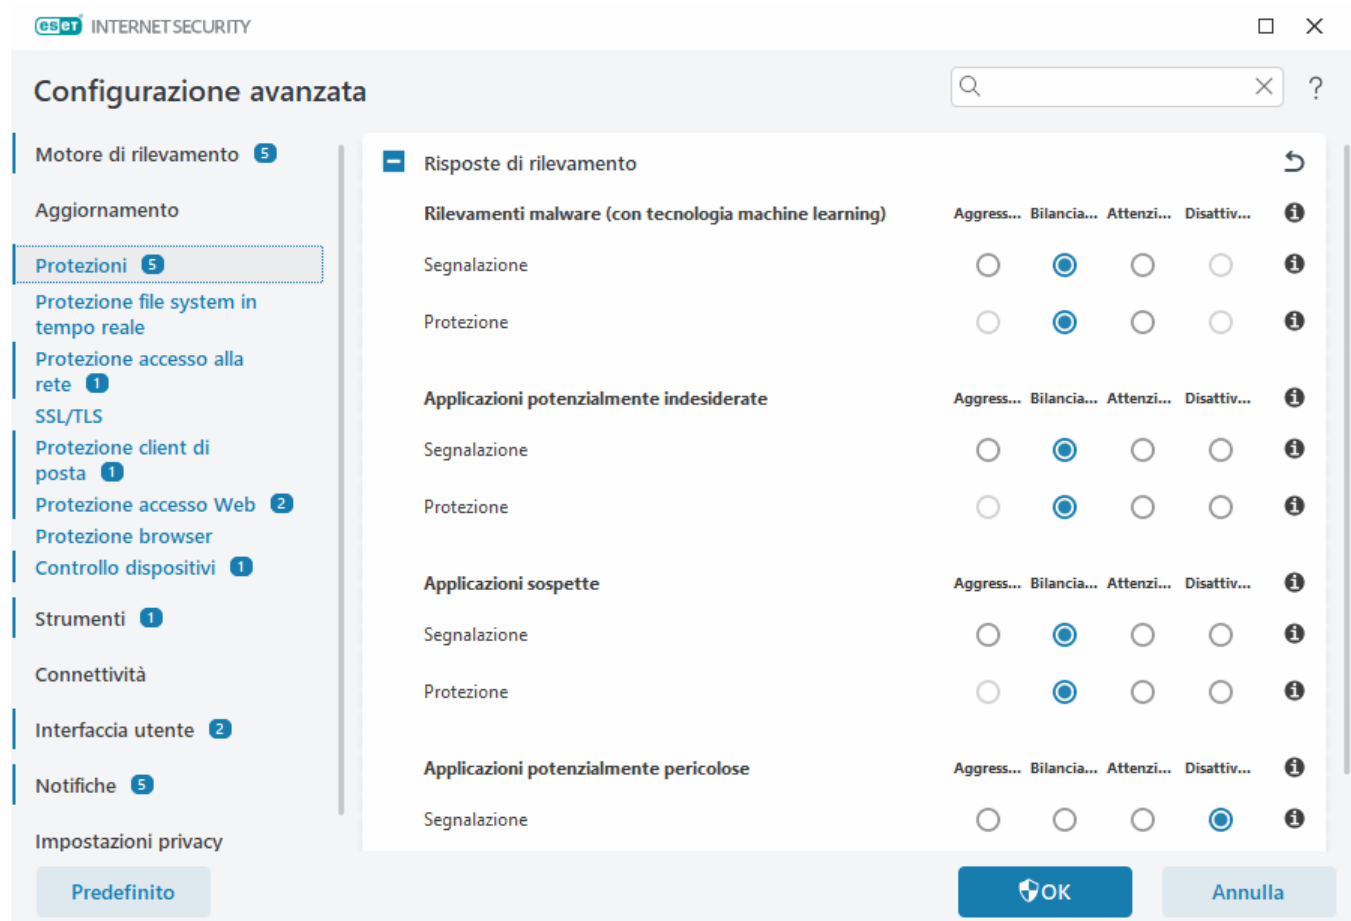 eset INTERNET SECURITY
Configurazione avanzata
?
Motore di rilevamento 5
Aggiornamento
Protezioni 5
Protezione file system in
tempo reale
Protezione accesso alla
rete 1
SSL/TLS
Protezione client di
posta 1
Protezione accesso Web 2
Protezione browser
Controllo dispositivi 1
Strumenti 1
Connettività
Interfaccia utente 2
Notifiche 5
Impostazioni privacy
Risposte di rilevamento
Rilevamenti malware (con tecnologia machine learning) Aggress... Bilancia... Attenzi... Disattiv...
Segnalazione
Protezione
Applicazioni potenzialmente indesiderate Aggress... Bilancia... Attenzi... Disattiv...
Segnalazione
Protezione
Applicazioni sospette Aggress... Bilancia... Attenzi... Disattiv...
Segnalazione
Protezione
Applicazioni potenzialmente pericolose Aggress... Bilancia... Attenzi... Disattiv...
Segnalazione
Predefinito
OK
Annulla